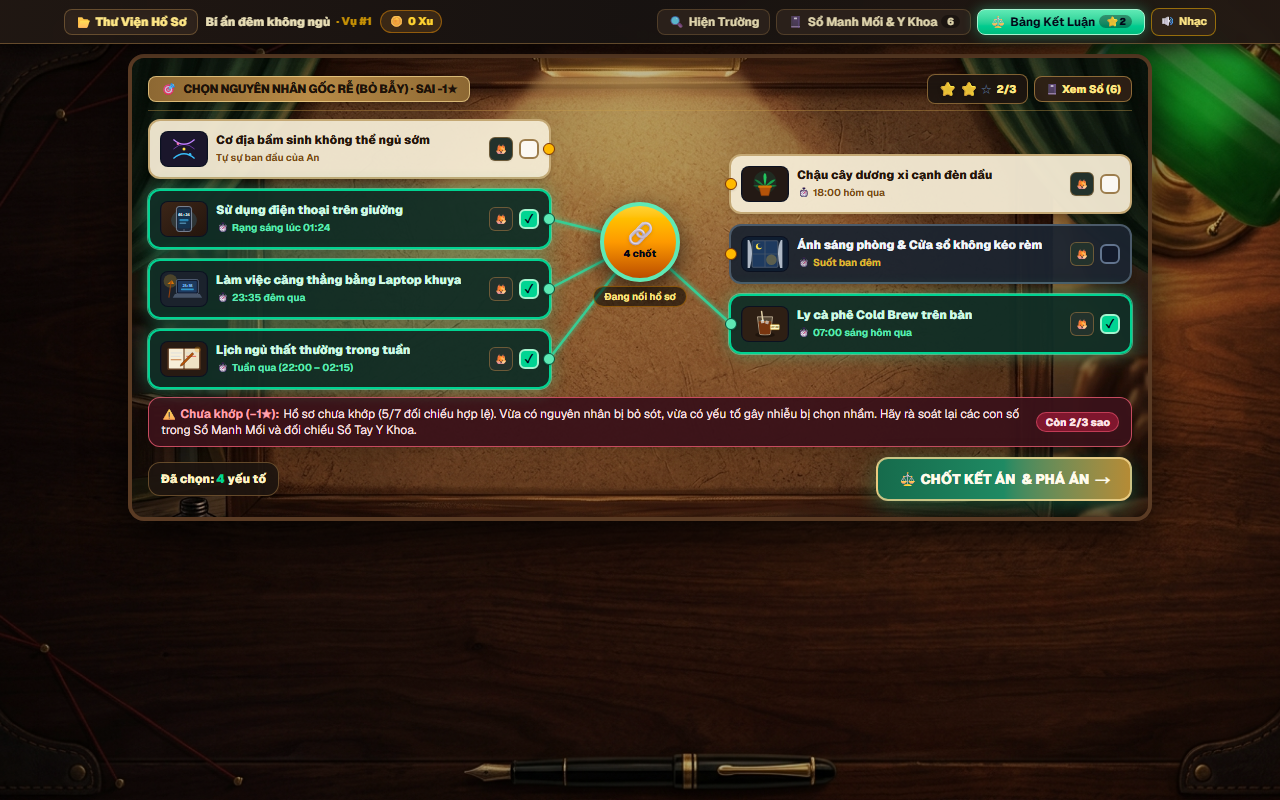 Thư Viện Hồ Sơ
Bí ẩn đêm không ngủ · Vụ #1
0 Xu
Hiện Trường
Sổ Manh Mối & Y Khoa 6
Bảng Kết Luận 2
Nhạc
CHỌN NGUYÊN NHÂN GỐC RỄ (BỎ BẪY) · SAI -1★
2/3
Xem Sổ (6)
Cơ địa bẩm sinh không thể ngủ sớm
Tự sự ban đầu của An
Sử dụng điện thoại trên giường
Rạng sáng lúc 01:24
Làm việc căng thẳng bằng Laptop khuya
23:35 đêm qua
Lịch ngủ thất thường trong tuần
Tuần qua (22:00 – 02:15)
4 chốt
Đang nối hồ sơ
Chậu cây dương xỉ cạnh đèn dầu
18:00 hôm qua
Ánh sáng phòng & Cửa sổ không kéo rèm
Suốt ban đêm
Ly cà phê Cold Brew trên bàn
07:00 sáng hôm qua
Chưa khớp (−1★): Hồ sơ chưa khớp (5/7 đối chiếu hợp lệ). Vừa có nguyên nhân bị bỏ sót, vừa có yếu tố gây nhiễu bị chọn nhầm. Hãy rà soát lại các con số
trong Sổ Manh Mối và đối chiếu Sổ Tay Y Khoa.
Còn 2/3 sao
Đã chọn: 4 yếu tố
CHỐT KẾT ÁN & PHÁ ÁN →